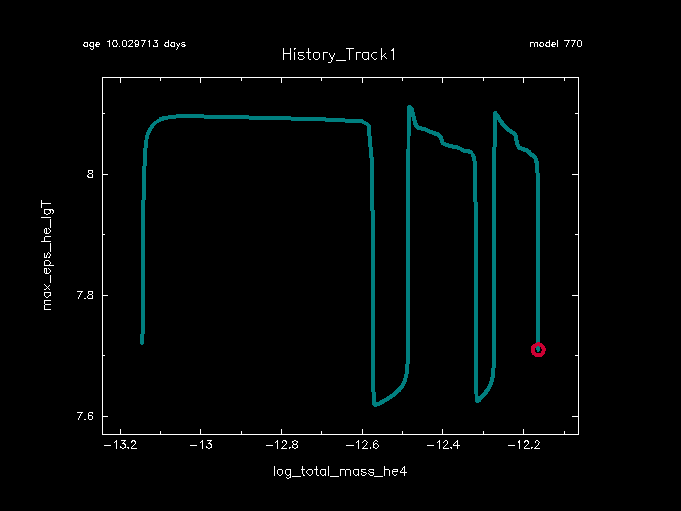 age 10.029713 days
model 770
History_Track1
max_eps_he_lgT
8
7.8
7.6
−13.2
−13
−12.8
−12.6
−12.4
−12.2
log_total_mass_he4